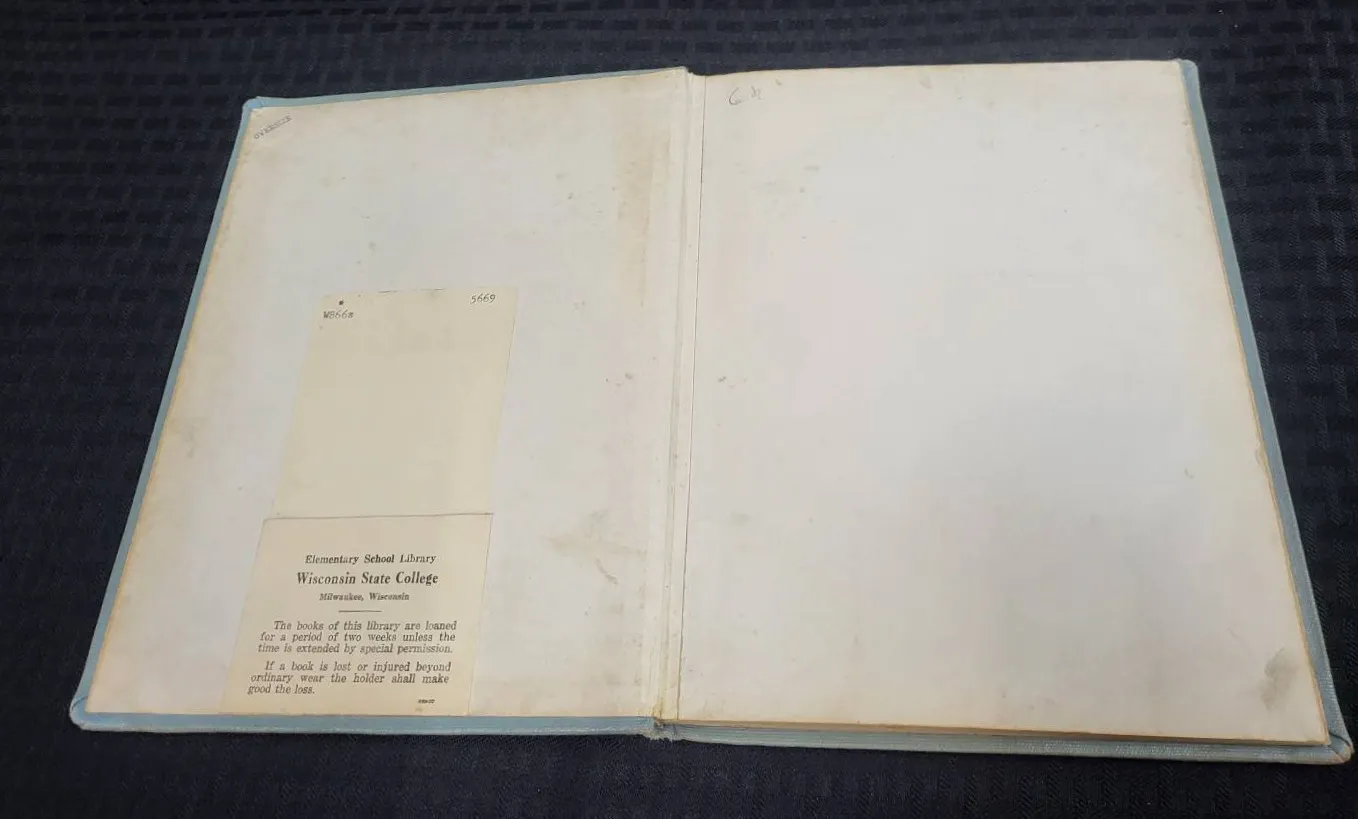 OVERSIZE
5669
W866s
Elementary School Library
Wisconsin State College
Milwaukee, Wisconsin
The books of this library are loaned
for a period of two weeks unless the
time is extended by special permission.
If a book is lost or injured beyond
ordinary wear the holder shall make
good the loss.